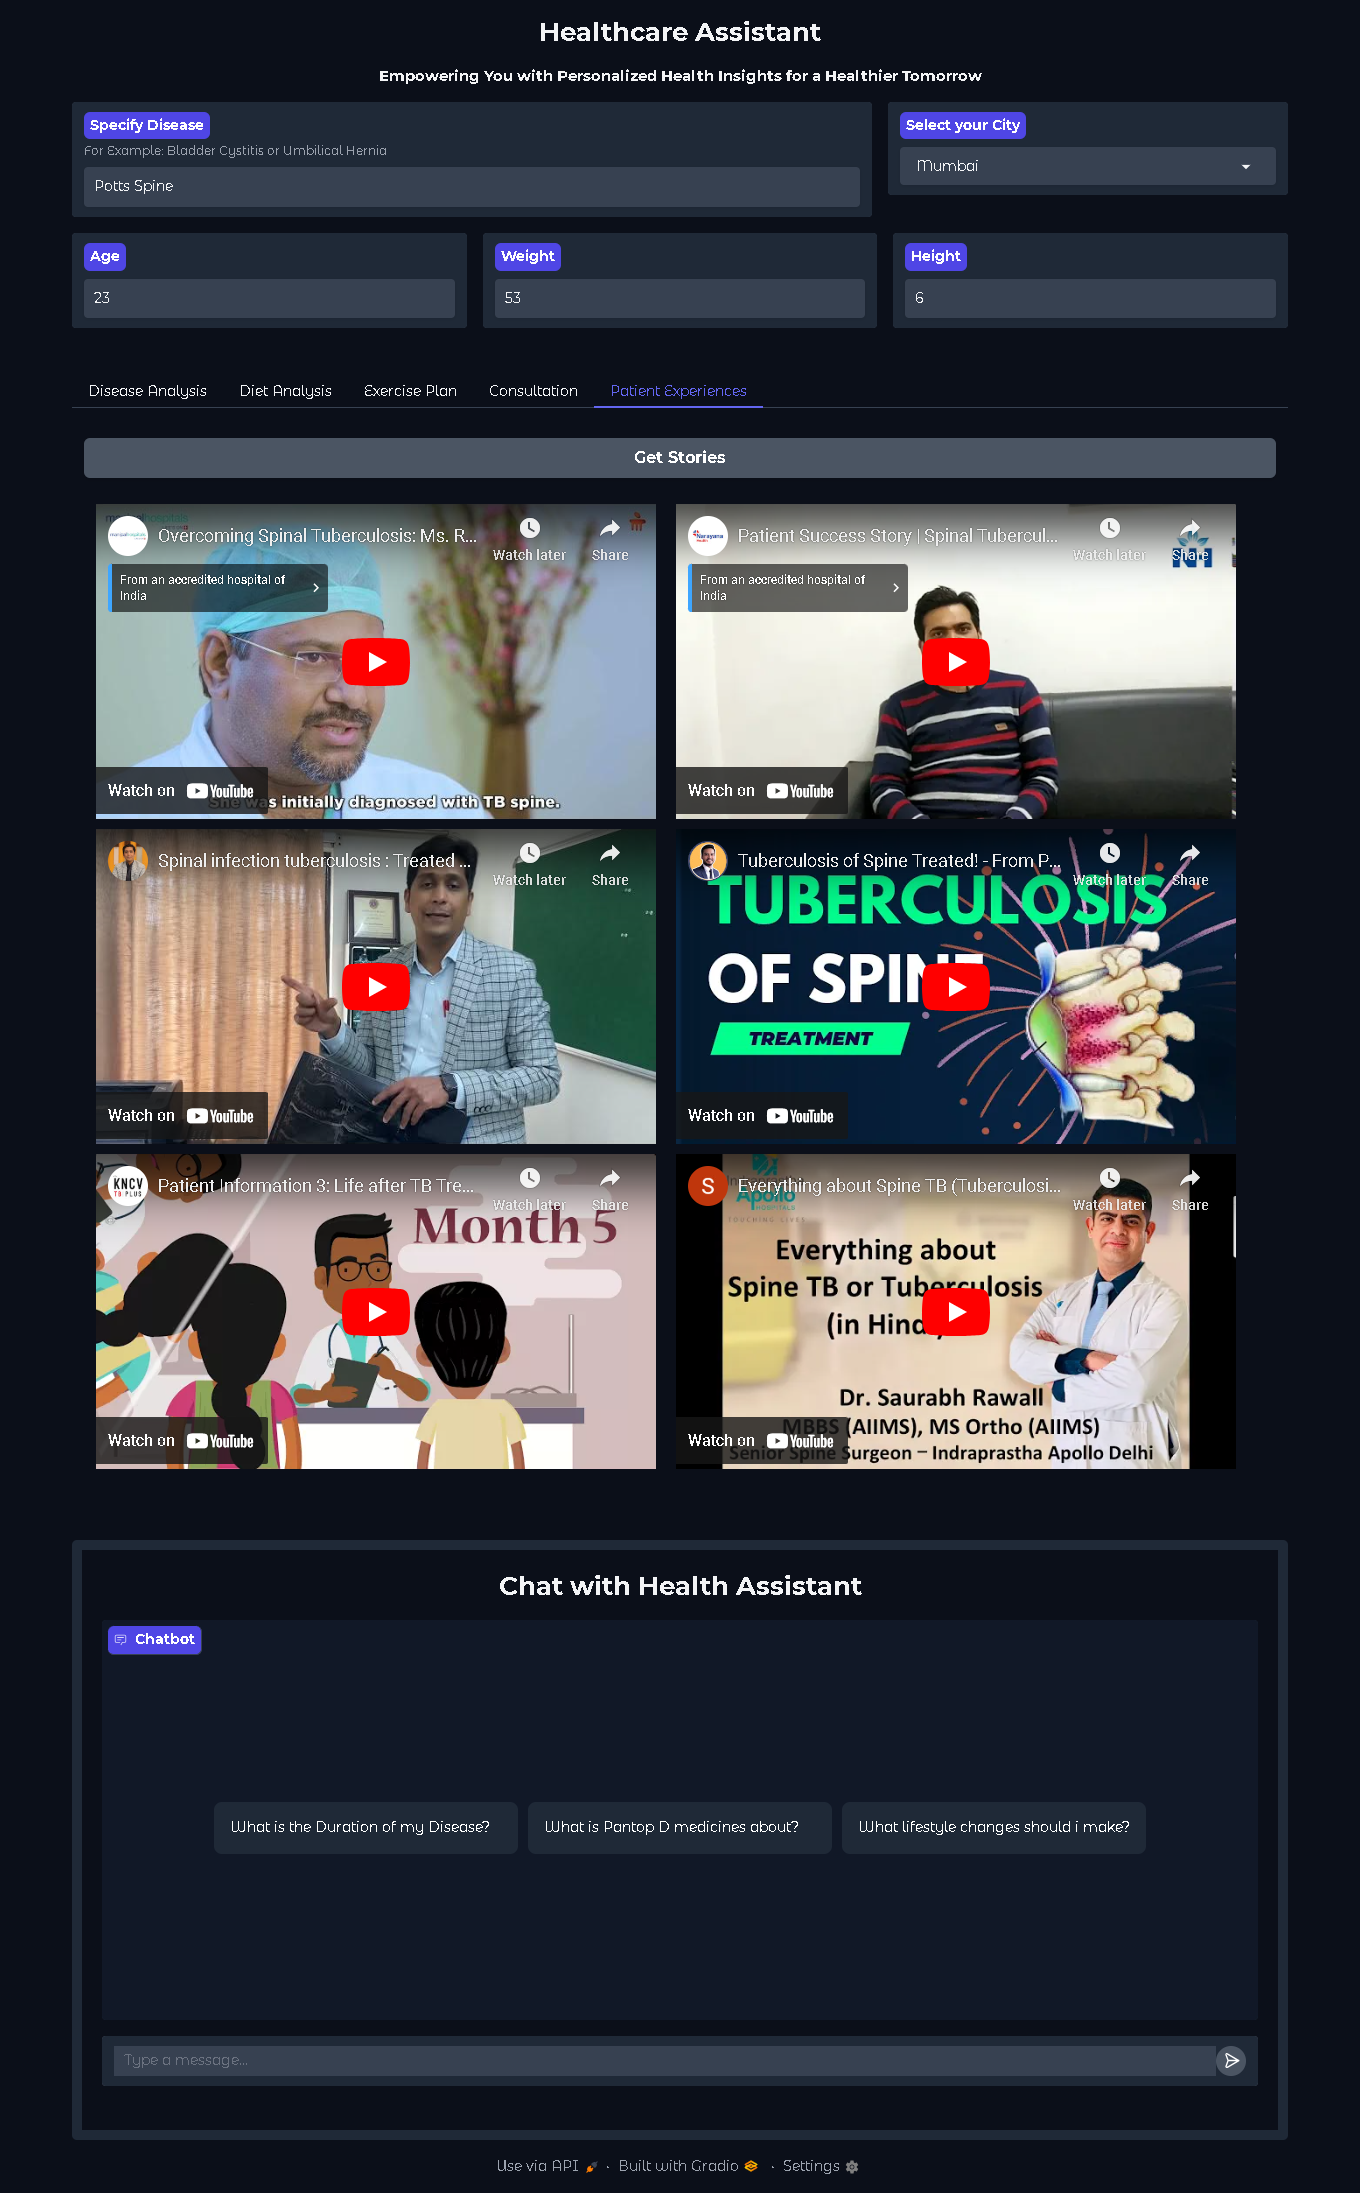 Healthcare Assistant
Empowering You with Personalized Health Insights for a Healthier Tomorrow
Specify Disease
For Example: Bladder Cystitis or Umbilical Hernia
Potts Spine
Select your City
Mumbai
Age
23
Weight
53
Height
6
Disease Analysis
Diet Analysis
Exercise Plan
Consultation
Patient Experiences
Get Stories
Overcoming Spinal Tuberculosis: Ms. R...
Watch later
Share
From an accredited hospital of
India
Watch on YouTube
She was initially diagnosed with TB spine.
Patient Success Story | Spinal Tubercul...
Watch later
Share
Narayana
From an accredited hospital of
India
Watch on YouTube
Spinal infection tuberculosis : Treated ...
Watch later
Share
Watch on YouTube
Tuberculosis of Spine Treated! - From P...
Watch later
Share
TUBERCULOSIS
OF SPINE
TREATMENT
Watch on YouTube
KNCV
TB PLUS
Patient Information 3: Life after TB Tre...
Watch later
Share
Month 5
Watch on YouTube
S
Everything about Spine TB (Tuberculosi...
Watch later
Share
Apollo
HOSPITALS
TOUCHING LIVES
Everything about
Spine TB or Tuberculosis
(in Hindi)
Dr. Saurabh Rawall
MBBS (AIIMS), MS Ortho (AIIMS)
Senior Spine Surgeon – Indraprastha Apollo Delhi
Watch on YouTube
Chat with Health Assistant
Chatbot
What is the Duration of my Disease?
What is Pantop D medicines about?
What lifestyle changes should i make?
Type a message...
Use via API · Built with Gradio · Settings